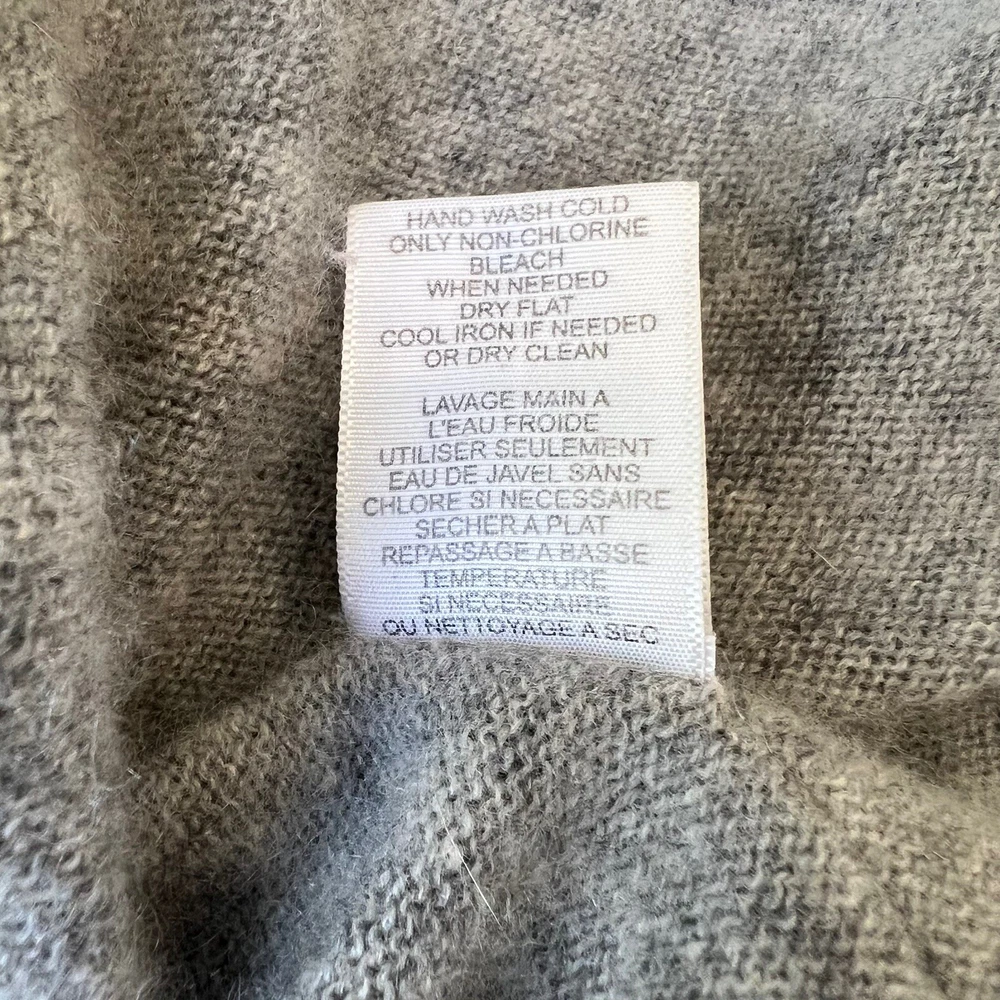 HAND WASH COLD
ONLY NON-CHLORINE
BLEACH
WHEN NEEDED
DRY FLAT
COOL IRON IF NEEDED
OR DRY CLEAN
LAVAGE MAIN A
L'EAU FROIDE
UTILISER SEULEMENT
EAU DE JAVEL SANS
CHLORE SI NECESSAIRE
SECHER A PLAT
REPASSAGE A BASSE
TEMPERATURE
SI NECESSAIRE
OU NETTOYAGE A SEC